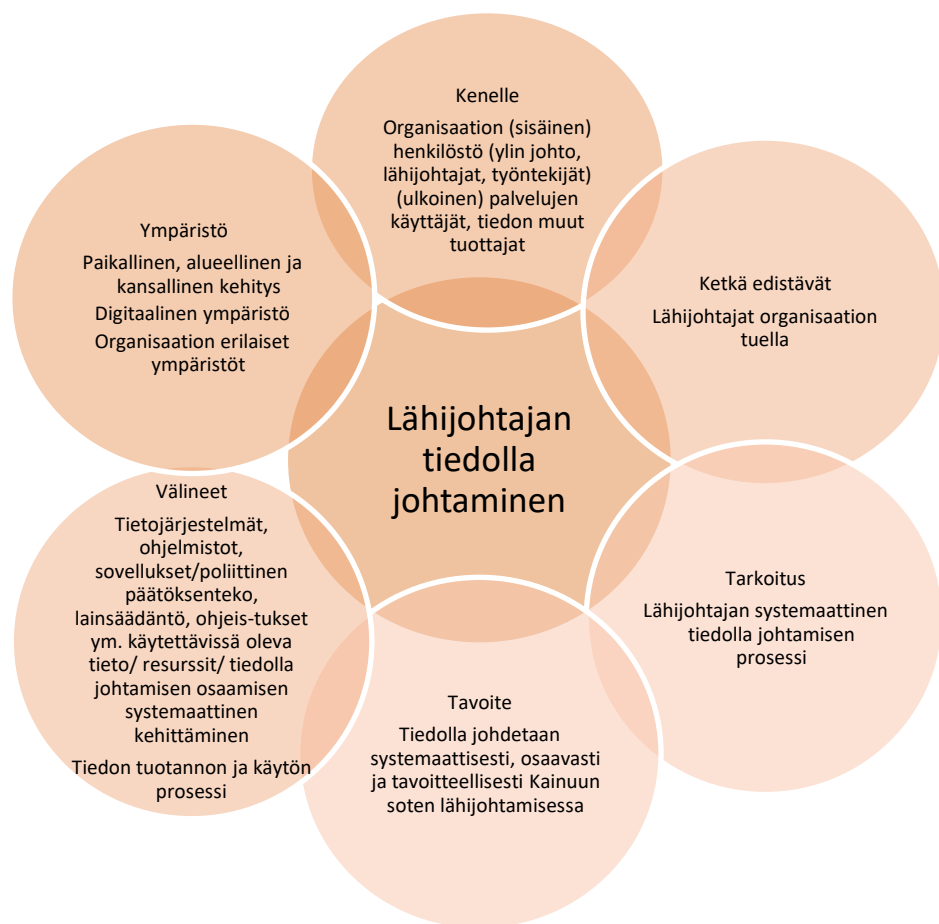 Kenelle
Organisaation (sisäinen)
henkilöstö (ylin johto,
lähijohtajat, työntekijät)
(ulkoinen) palvelujen
käyttäjät, tiedon muut
tuottajat
Ketkä edistävät
Lähijohtajat organisaation
tuella
Tarkoitus
Lähijohtajan systemaattinen
tiedolla johtamisen
prosessi
Tavoite
Tiedolla johdetaan
systemaattisesti, osaavasti
ja tavoitteellisesti Kainuun
soten lähijohtamisessa
Välineet
Tietojärjestelmät,
ohjelmistot,
sovellukset/poliittinen
päätöksenteko,
lainsäädäntö, ohjeis-tukset
ym. käytettävissä oleva
tieto/ resurssit/ tiedolla
johtamisen osaamisen
systemaattinen
kehittäminen
Tiedon tuotannon ja käytön
prosessi
Ympäristö
Paikallinen, alueellinen ja
kansallinen kehitys
Digitaalinen ympäristö
Organisaation erilaiset
ympäristöt
Lähijohtajan
tiedolla
johtaminen